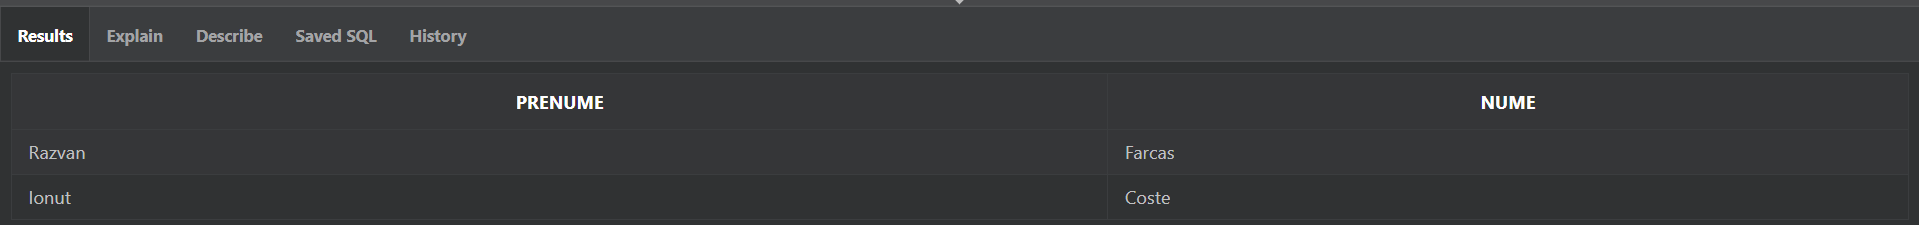 Results Explain Describe Saved SQL History
PRENUME NUME
Razvan Farcas
Ionut Coste